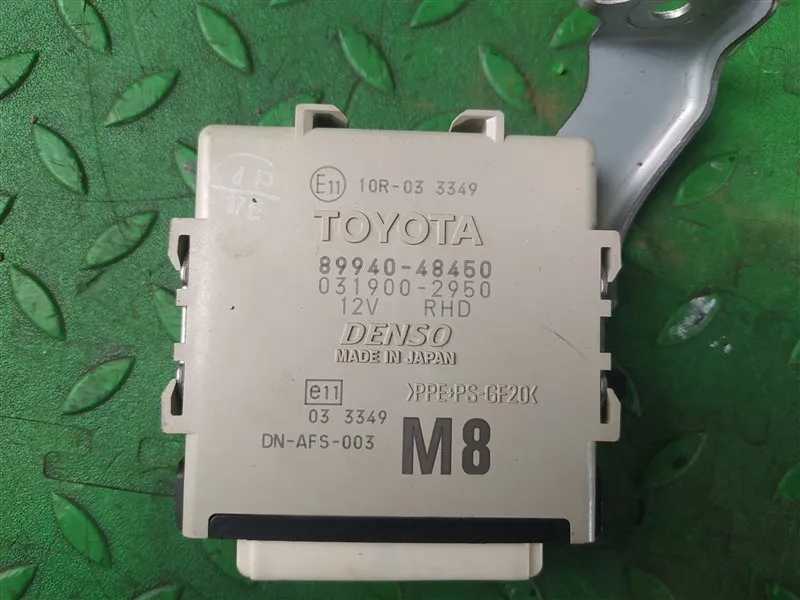 E11 10R-03 3349
TOYOTA
89940-48450
031900-2950
12V RHD
DENSO
MADE IN JAPAN
e11 >PPE+PS-GF20<
03 3349
DN-AFS-003 M8